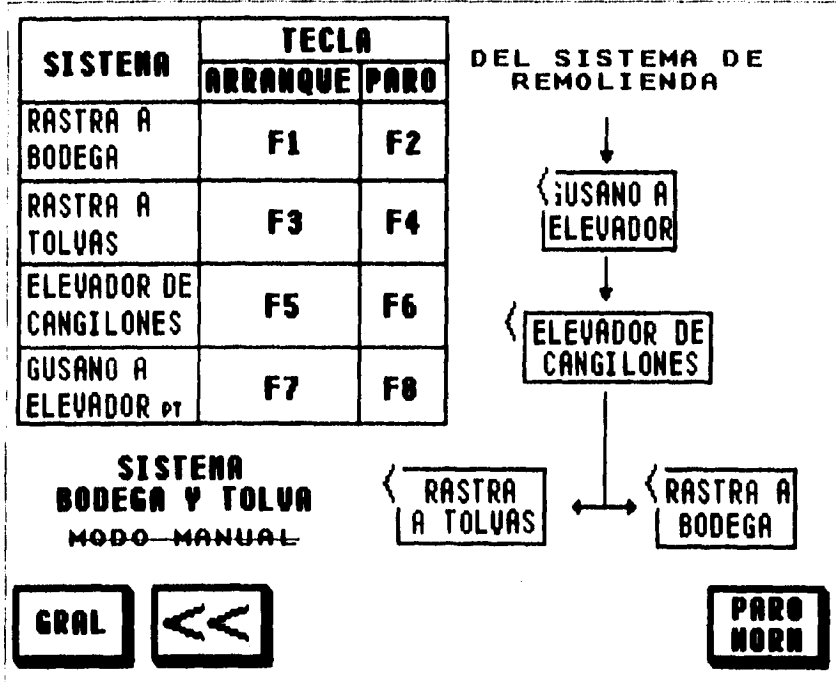 SISTEMA
TECLA
ARRANQUE PARO
RASTRA A
BODEGA
F1 F2
RASTRA A
TOLVAS
F3 F4
ELEVADOR DE
CANGILONES
F5 F6
GUSANO A
ELEVADOR PT
F7 F8
DEL SISTEMA DE
REMOLIENDA
GUSANO A
ELEVADOR
ELEVADOR DE
CANGILONES
RASTRA
A TOLVAS
RASTRA A
BODEGA
SISTEMA
BODEGA Y TOLVA
MODO MANUAL
GRAL
<<
PARO
NORM